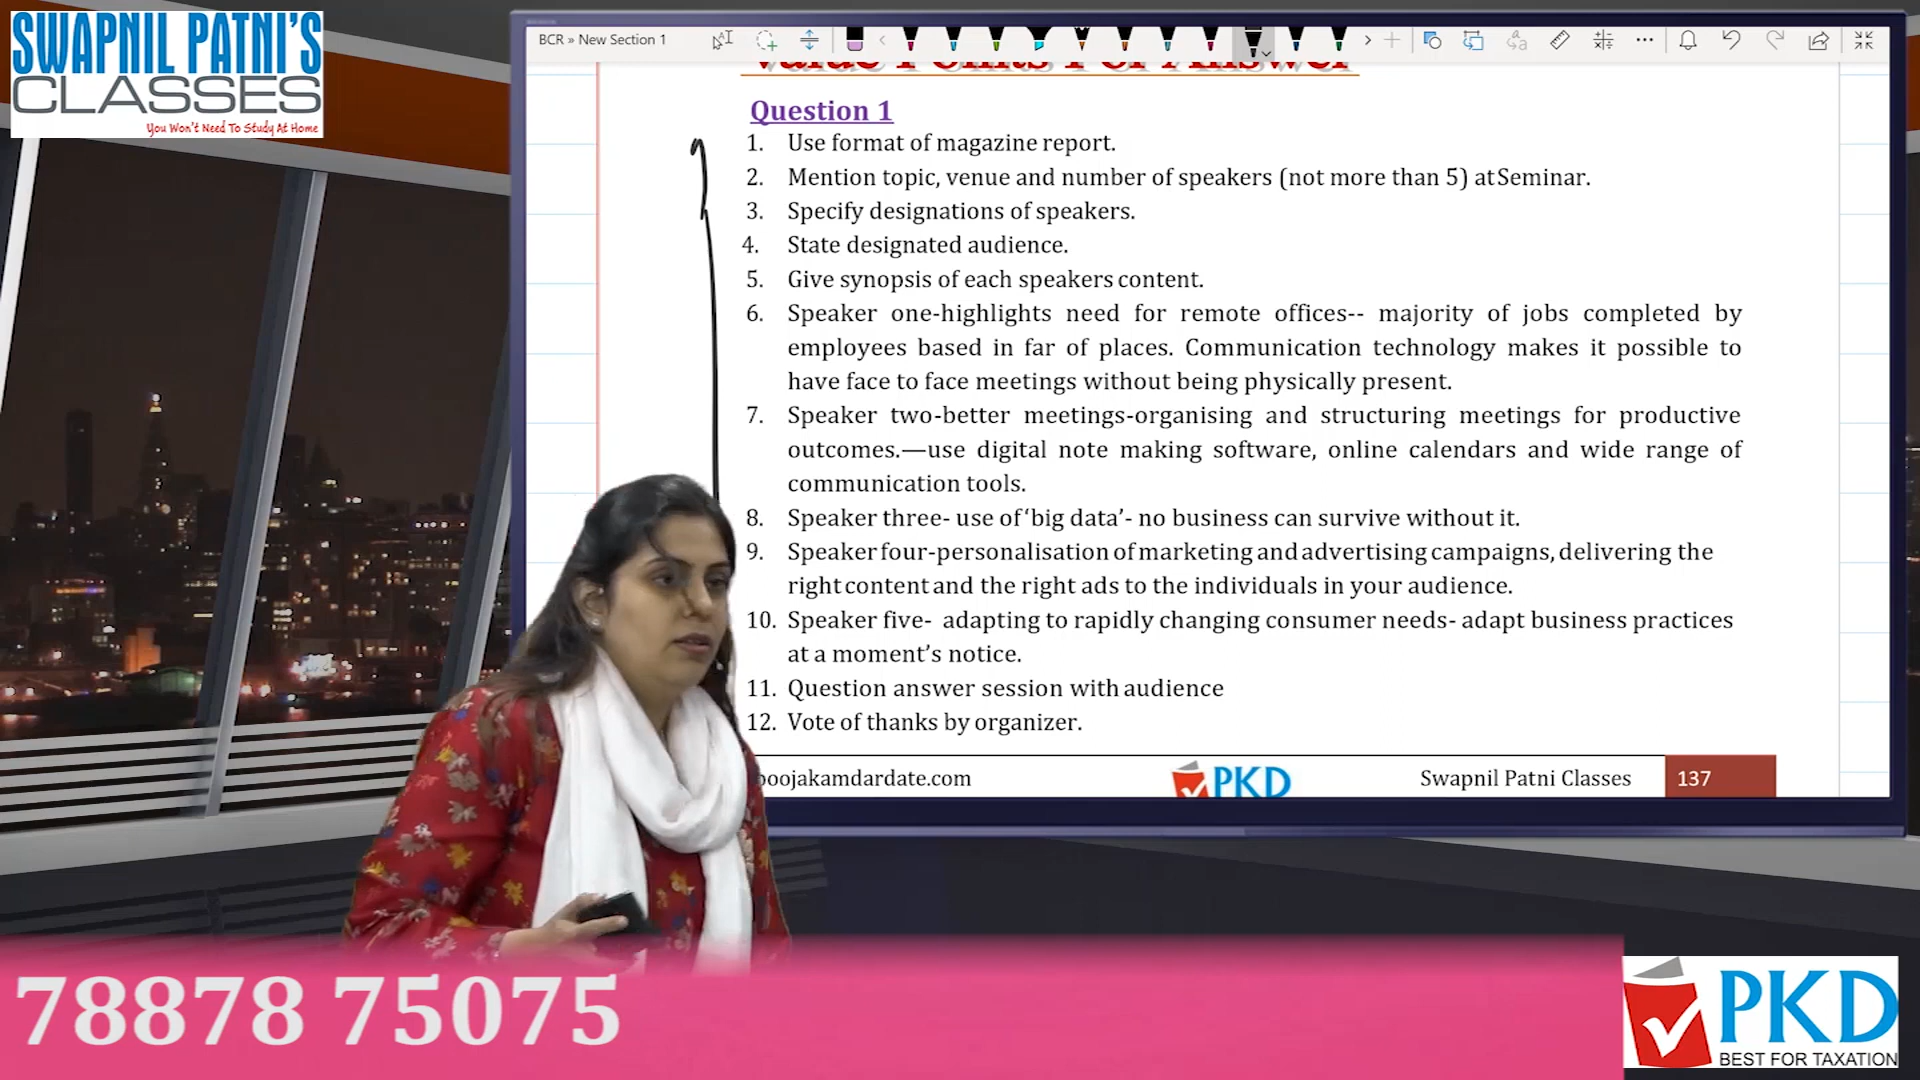 SWAPNIL PATNI'S
CLASSES
You Won't Need To Study At Home
BCR » New Section 1
Value Points For Answer
Question 1
1. Use format of magazine report.
2. Mention topic, venue and number of speakers (not more than 5) at Seminar.
3. Specify designations of speakers.
4. State designated audience.
5. Give synopsis of each speakers content.
6. Speaker one-highlights need for remote offices-- majority of jobs completed by
employees based in far of places. Communication technology makes it possible to
have face to face meetings without being physically present.
7. Speaker two-better meetings-organising and structuring meetings for productive
outcomes.—use digital note making software, online calendars and wide range of
communication tools.
8. Speaker three- use of ‘big data’- no business can survive without it.
9. Speaker four-personalisation of marketing and advertising campaigns, delivering the
right content and the right ads to the individuals in your audience.
10. Speaker five- adapting to rapidly changing consumer needs- adapt business practices
at a moment’s notice.
11. Question answer session with audience
12. Vote of thanks by organizer.
poojakamdardate.com
PKD
Swapnil Patni Classes
137
78878 75075
PKD
BEST FOR TAXATION